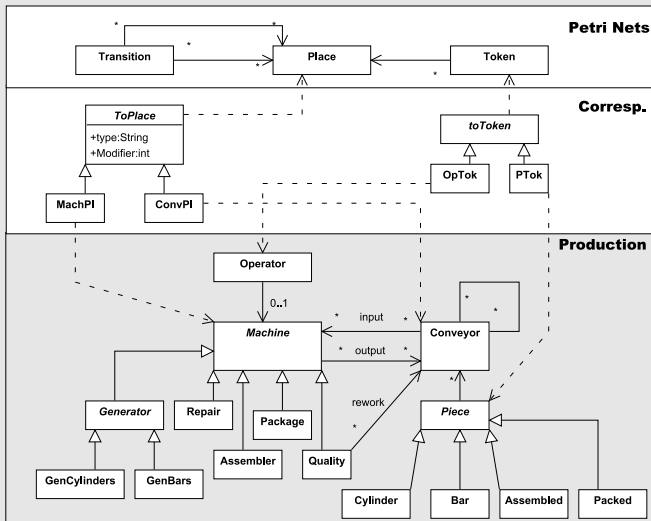 Petri Nets
*
*
Transition
*
*
Place
*
Token
Corresp.
ToPlace
+type:String
+Modifier:int
toToken
MachPl
ConvPl
OpTok
PTok
Production
Operator
0..1
Machine
* input *
* output *
Conveyor
*
*
Generator
Repair
Package
Assembler
Quality
rework
*
*
Piece
GenCylinders
GenBars
Cylinder
Bar
Assembled
Packed